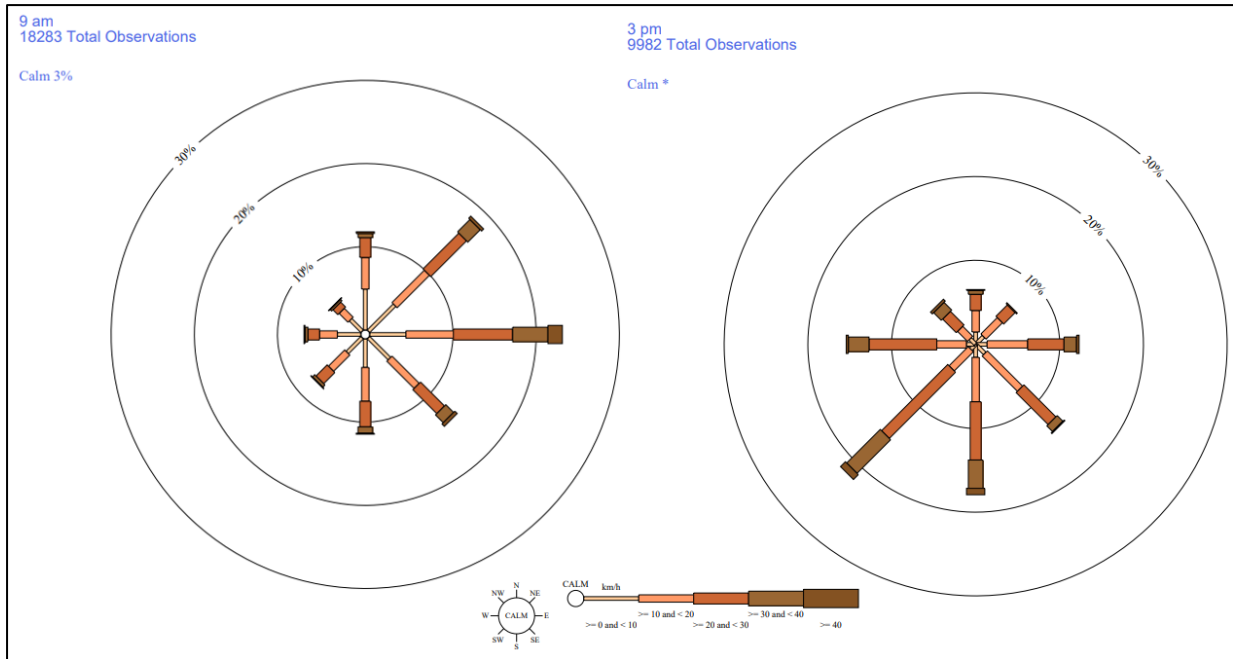 9 am
18283 Total Observations
Calm 3%
30%
20%
10%
3 pm
9982 Total Observations
Calm *
30%
20%
10%
N
NW NE
W CALM E
SW SE
S
CALM km/h
>= 10 and < 20 >= 30 and < 40
>= 0 and < 10 >= 20 and < 30 >= 40